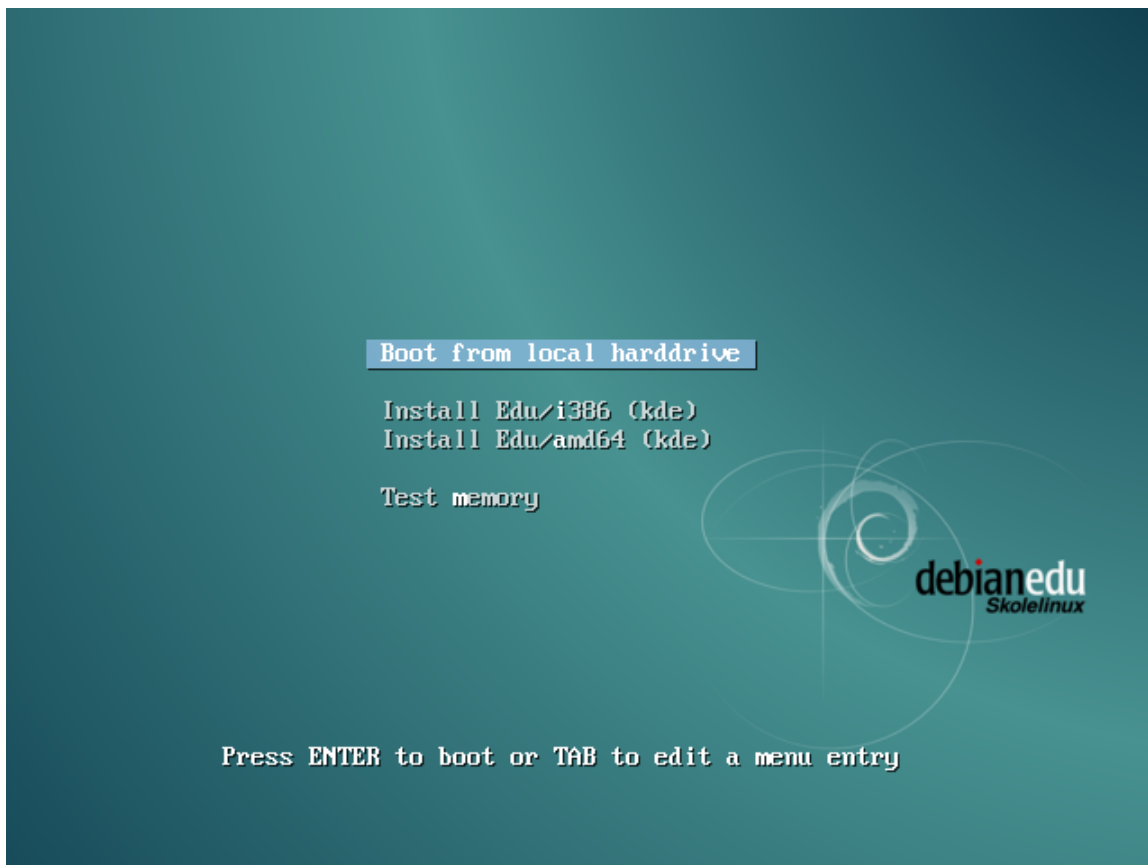 Boot from local harddrive
Install Edu/i386 (kde)
Install Edu/amd64 (kde)
Test memory
debianedu
Skolelinux
Press ENTER to boot or TAB to edit a menu entry